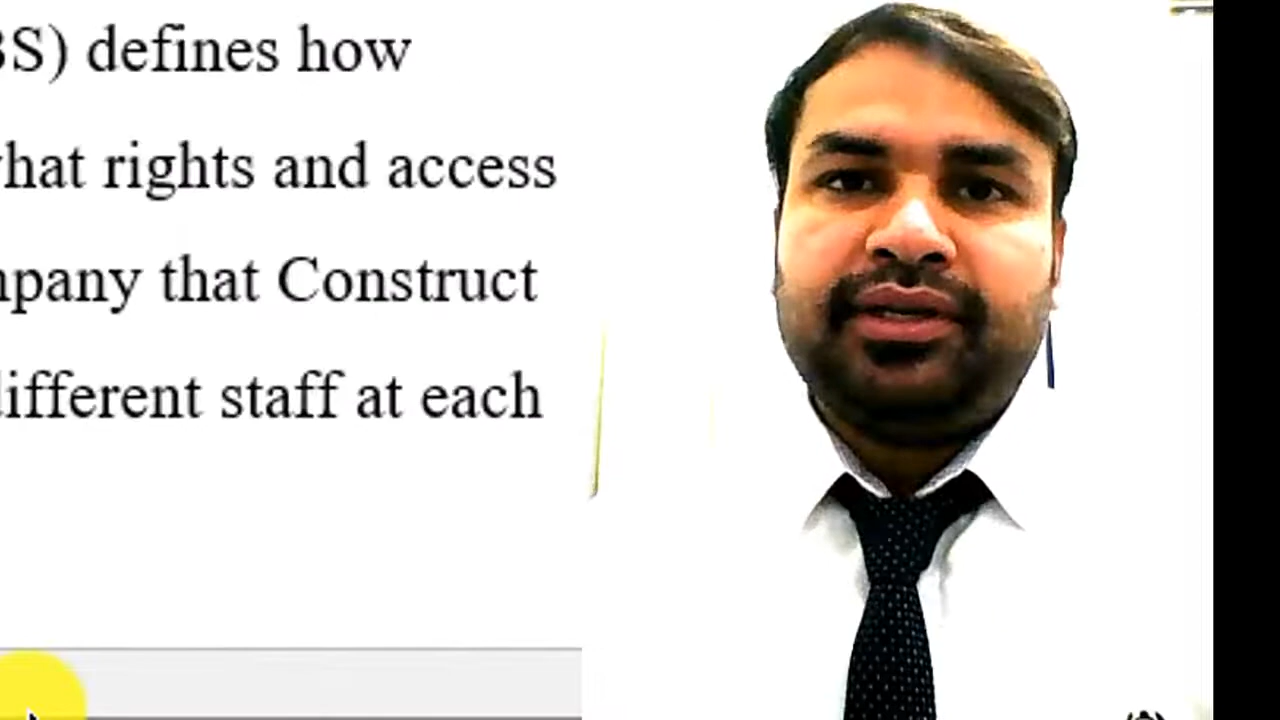 defines how
rights and access
that Construct
staff at each